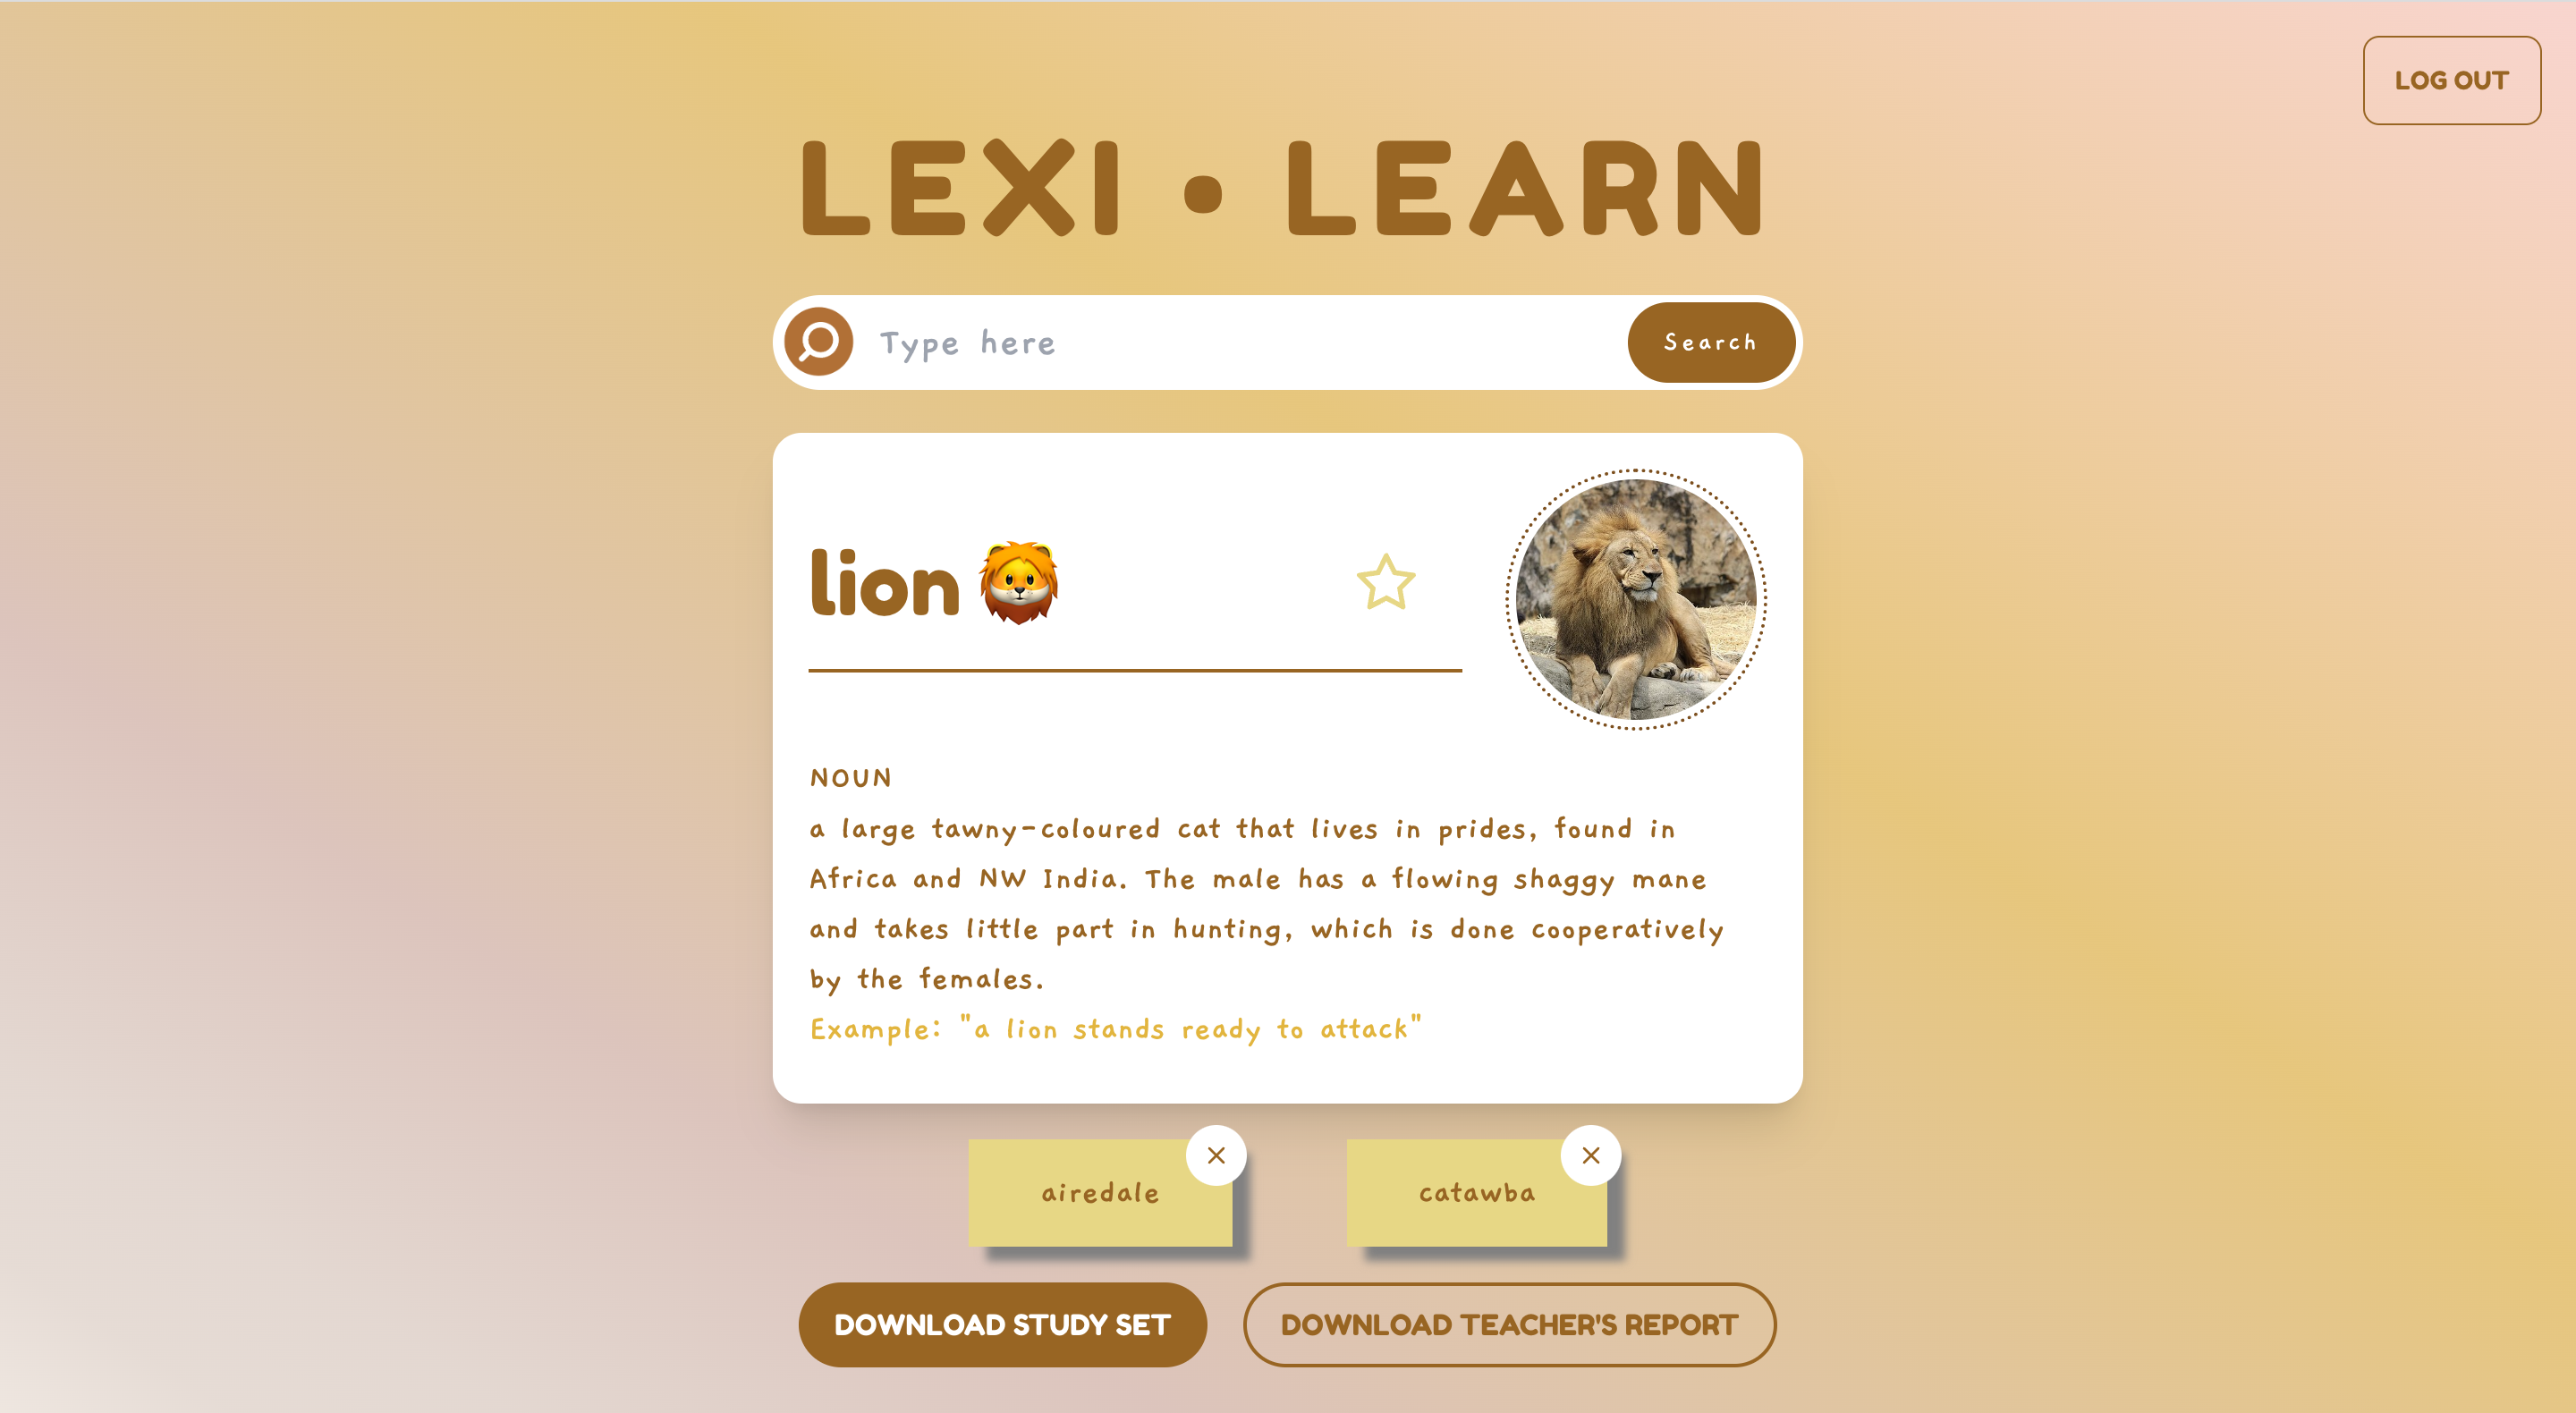 LOG OUT
LEXI • LEARN
Type here
Search
lion 🦁
NOUN
a large tawny-coloured cat that lives in prides, found in
Africa and NW India. The male has a flowing shaggy mane
and takes little part in hunting, which is done cooperatively
by the females.
Example: "a lion stands ready to attack"
airedale
catawba
DOWNLOAD STUDY SET
DOWNLOAD TEACHER'S REPORT